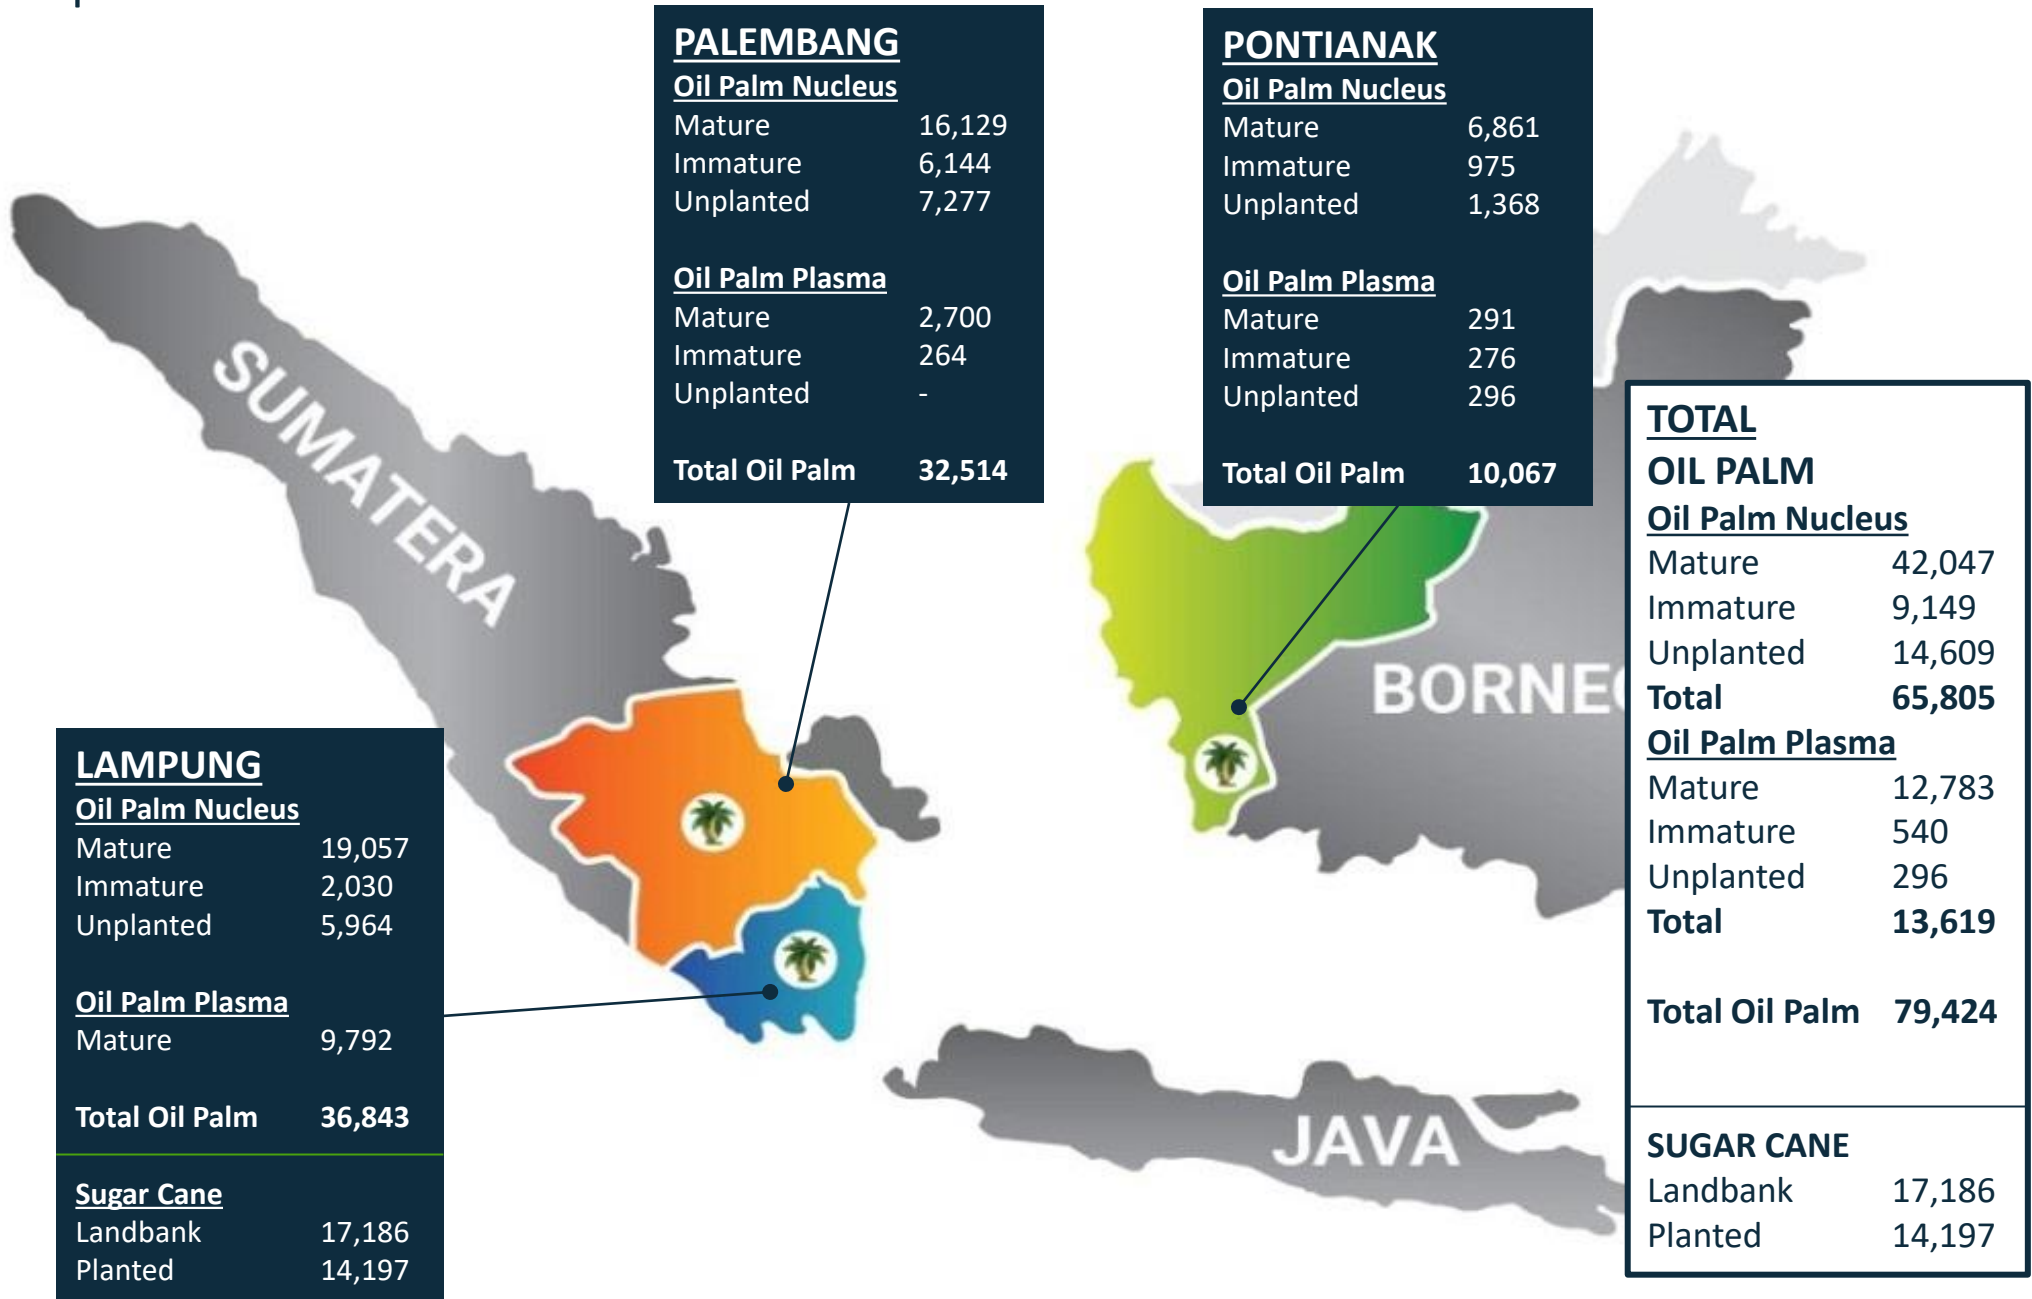 PALEMBANG
Oil Palm Nucleus
Mature 16,129
Immature 6,144
Unplanted 7,277
Oil Palm Plasma
Mature 2,700
Immature 264
Unplanted -
Total Oil Palm 32,514
PONTIANAK
Oil Palm Nucleus
Mature 6,861
Immature 975
Unplanted 1,368
Oil Palm Plasma
Mature 291
Immature 276
Unplanted 296
Total Oil Palm 10,067
SUMATERA
BORNEO
JAVA
LAMPUNG
Oil Palm Nucleus
Mature 19,057
Immature 2,030
Unplanted 5,964
Oil Palm Plasma
Mature 9,792
Total Oil Palm 36,843
Sugar Cane
Landbank 17,186
Planted 14,197
TOTAL
OIL PALM
Oil Palm Nucleus
Mature 42,047
Immature 9,149
Unplanted 14,609
Total 65,805
Oil Palm Plasma
Mature 12,783
Immature 540
Unplanted 296
Total 13,619
Total Oil Palm 79,424
SUGAR CANE
Landbank 17,186
Planted 14,197